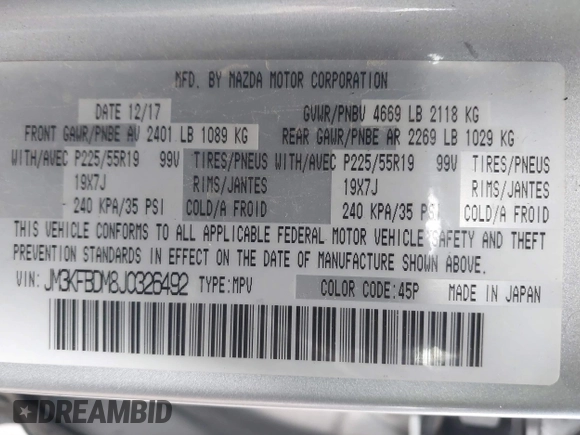 MFD. BY MAZDA MOTOR CORPORATION
DATE 12/17 GVWR/PNBV 4669 LB 2118 KG
FRONT GAWR/PNBE AV 2401 LB 1089 KG REAR GAWR/PNBE AR 2269 LB 1029 KG
WITH/AVEC P225/55R19 99V TIRES/PNEUS WITH/AVEC P225/55R19 99V TIRES/PNEUS
19X7J RIMS/JANTES 19X7J RIMS/JANTES
240 KPA/35 PSI COLD/A FROID 240 KPA/35 PSI COLD/A FROID
THIS VEHICLE CONFORMS TO ALL APPLICABLE FEDERAL MOTOR VEHICLE SAFETY AND THEFT
PREVENTION STANDARDS IN EFFECT ON THE DATE OF MANUFACTURE SHOWN ABOVE.
VIN: JM3KFBDM8J0326492 TYPE:MPV COLOR CODE:45P MADE IN JAPAN
DREAMBID